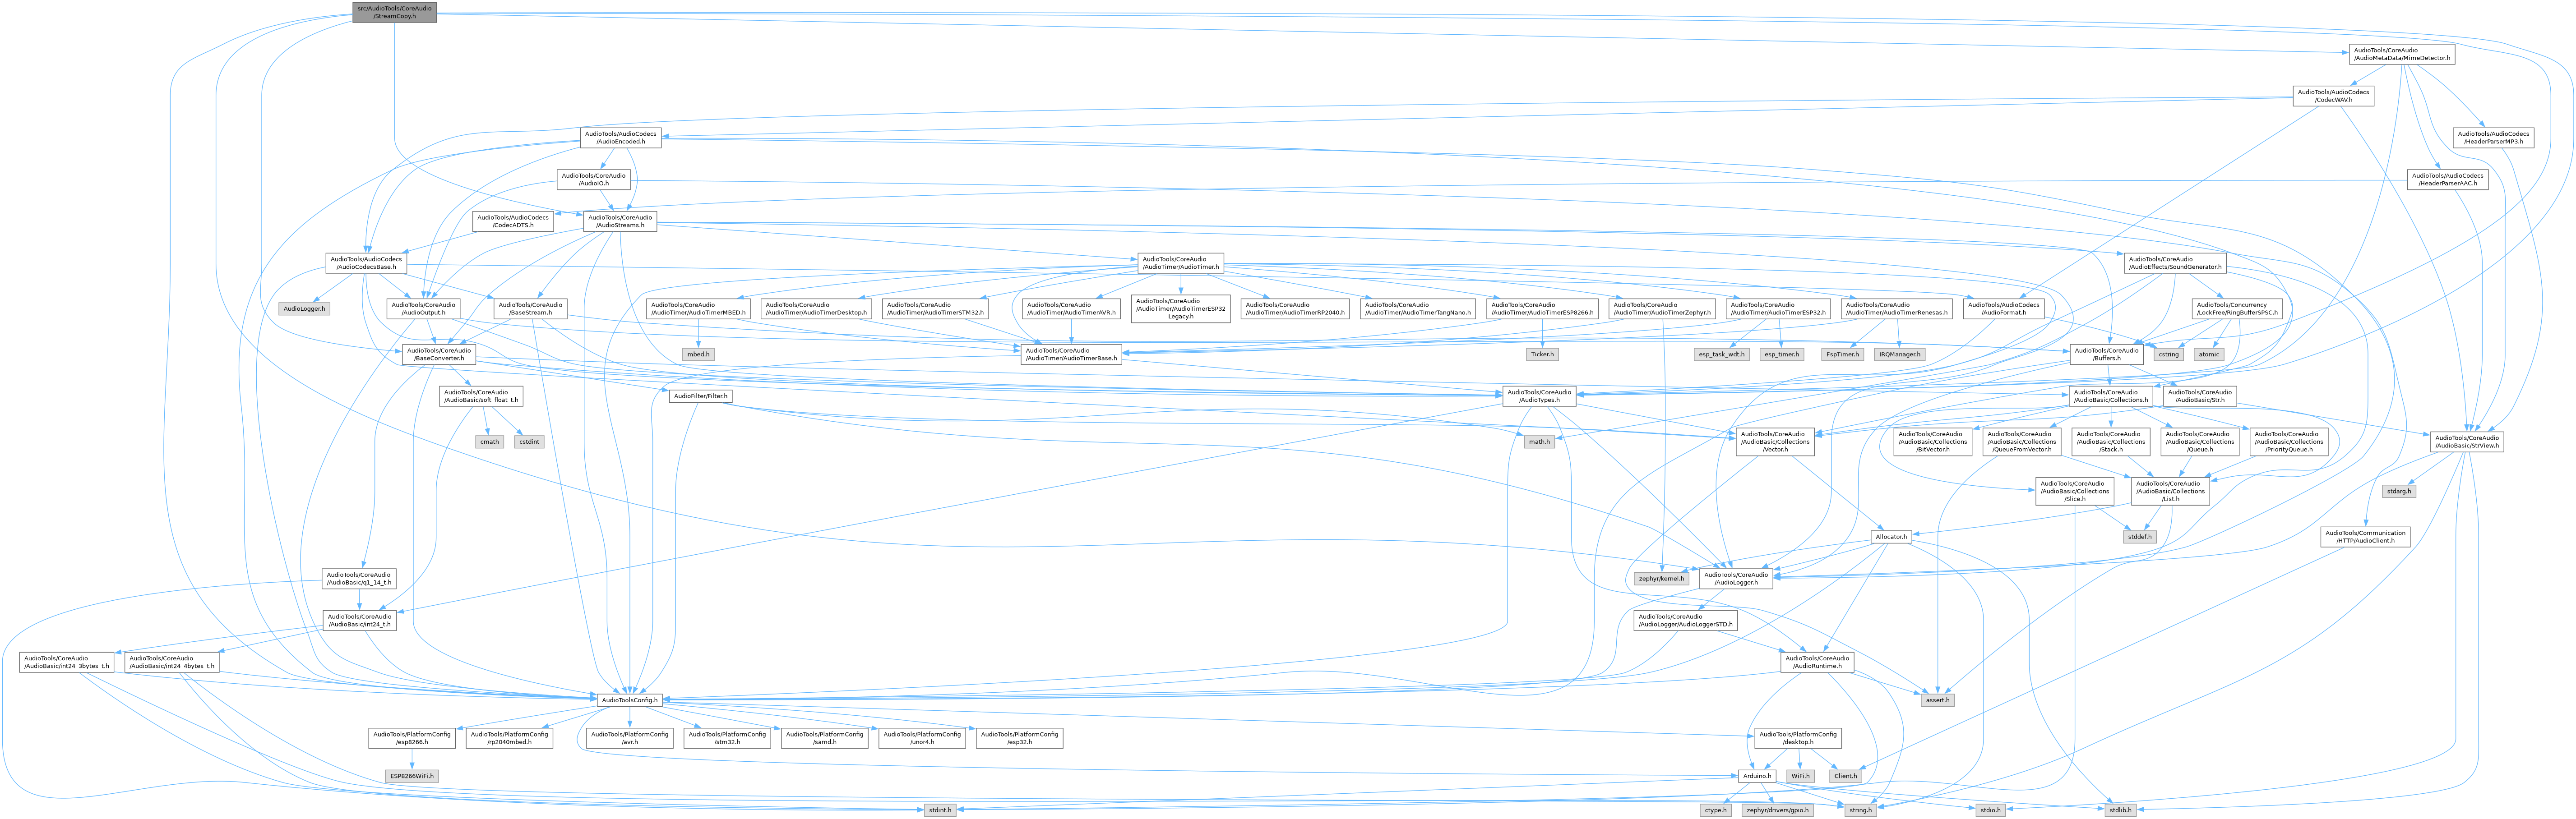 src/AudioTools/CoreAudio
/StreamCopy.h
AudioTools/CoreAudio
/AudioMetaData/MimeDetector.h
AudioTools/AudioCodecs
/CodecWAV.h
AudioTools/AudioCodecs
/AudioEncoded.h
AudioTools/AudioCodecs
/HeaderParserMP3.h
AudioTools/CoreAudio
/AudioIO.h
AudioTools/AudioCodecs
/HeaderParserAAC.h
AudioTools/AudioCodecs
/CodecADTS.h
AudioTools/CoreAudio
/AudioStreams.h
AudioTools/AudioCodecs
/AudioCodecsBase.h
AudioTools/CoreAudio
/AudioTimer/AudioTimer.h
AudioTools/CoreAudio
/AudioEffects/SoundGenerator.h
AudioLogger.h
AudioTools/CoreAudio
/AudioOutput.h
AudioTools/CoreAudio
/BaseStream.h
AudioTools/CoreAudio
/AudioTimer/AudioTimerMBED.h
AudioTools/CoreAudio
/AudioTimer/AudioTimerDesktop.h
AudioTools/CoreAudio
/AudioTimer/AudioTimerSTM32.h
AudioTools/CoreAudio
/AudioTimer/AudioTimerAVR.h
AudioTools/CoreAudio
/AudioTimer/AudioTimerESP32
Legacy.h
AudioTools/CoreAudio
/AudioTimer/AudioTimerRP2040.h
AudioTools/CoreAudio
/AudioTimer/AudioTimerTangNano.h
AudioTools/CoreAudio
/AudioTimer/AudioTimerESP8266.h
AudioTools/CoreAudio
/AudioTimer/AudioTimerZephyr.h
AudioTools/CoreAudio
/AudioTimer/AudioTimerESP32.h
AudioTools/CoreAudio
/AudioTimer/AudioTimerRenesas.h
AudioTools/AudioCodecs
/AudioFormat.h
AudioTools/Concurrency
/LockFree/RingBufferSPSC.h
AudioTools/CoreAudio
/BaseConverter.h
mbed.h
AudioTools/CoreAudio
/AudioTimer/AudioTimerBase.h
Ticker.h
esp_task_wdt.h
esp_timer.h
FspTimer.h
IRQManager.h
AudioTools/CoreAudio
/Buffers.h
cstring
atomic
AudioTools/CoreAudio
/AudioBasic/soft_float_t.h
AudioFilter/Filter.h
AudioTools/CoreAudio
/AudioTypes.h
AudioTools/CoreAudio
/AudioBasic/Collections.h
AudioTools/CoreAudio
/AudioBasic/Str.h
cmath
cstdint
math.h
AudioTools/CoreAudio
/AudioBasic/Collections
/Vector.h
AudioTools/CoreAudio
/AudioBasic/Collections
/BitVector.h
AudioTools/CoreAudio
/AudioBasic/Collections
/QueueFromVector.h
AudioTools/CoreAudio
/AudioBasic/Collections
/Stack.h
AudioTools/CoreAudio
/AudioBasic/Collections
/Queue.h
AudioTools/CoreAudio
/AudioBasic/Collections
/PriorityQueue.h
AudioTools/CoreAudio
/AudioBasic/StrView.h
AudioTools/CoreAudio
/AudioBasic/Collections
/Slice.h
AudioTools/CoreAudio
/AudioBasic/Collections
/List.h
stdarg.h
Allocator.h
stddef.h
AudioTools/Communication
/HTTP/AudioClient.h
AudioTools/CoreAudio
/AudioBasic/q1_14_t.h
zephyr/kernel.h
AudioTools/CoreAudio
/AudioLogger.h
AudioTools/CoreAudio
/AudioBasic/int24_t.h
AudioTools/CoreAudio
/AudioLogger/AudioLoggerSTD.h
AudioTools/CoreAudio
/AudioBasic/int24_3bytes_t.h
AudioTools/CoreAudio
/AudioBasic/int24_4bytes_t.h
AudioTools/CoreAudio
/AudioRuntime.h
AudioToolsConfig.h
assert.h
AudioTools/PlatformConfig
/esp8266.h
AudioTools/PlatformConfig
/rp2040mbed.h
AudioTools/PlatformConfig
/avr.h
AudioTools/PlatformConfig
/stm32.h
AudioTools/PlatformConfig
/samd.h
AudioTools/PlatformConfig
/unor4.h
AudioTools/PlatformConfig
/esp32.h
AudioTools/PlatformConfig
/desktop.h
ESP8266WiFi.h
Arduino.h
WiFi.h
Client.h
stdint.h
ctype.h
zephyr/drivers/gpio.h
string.h
stdio.h
stdlib.h